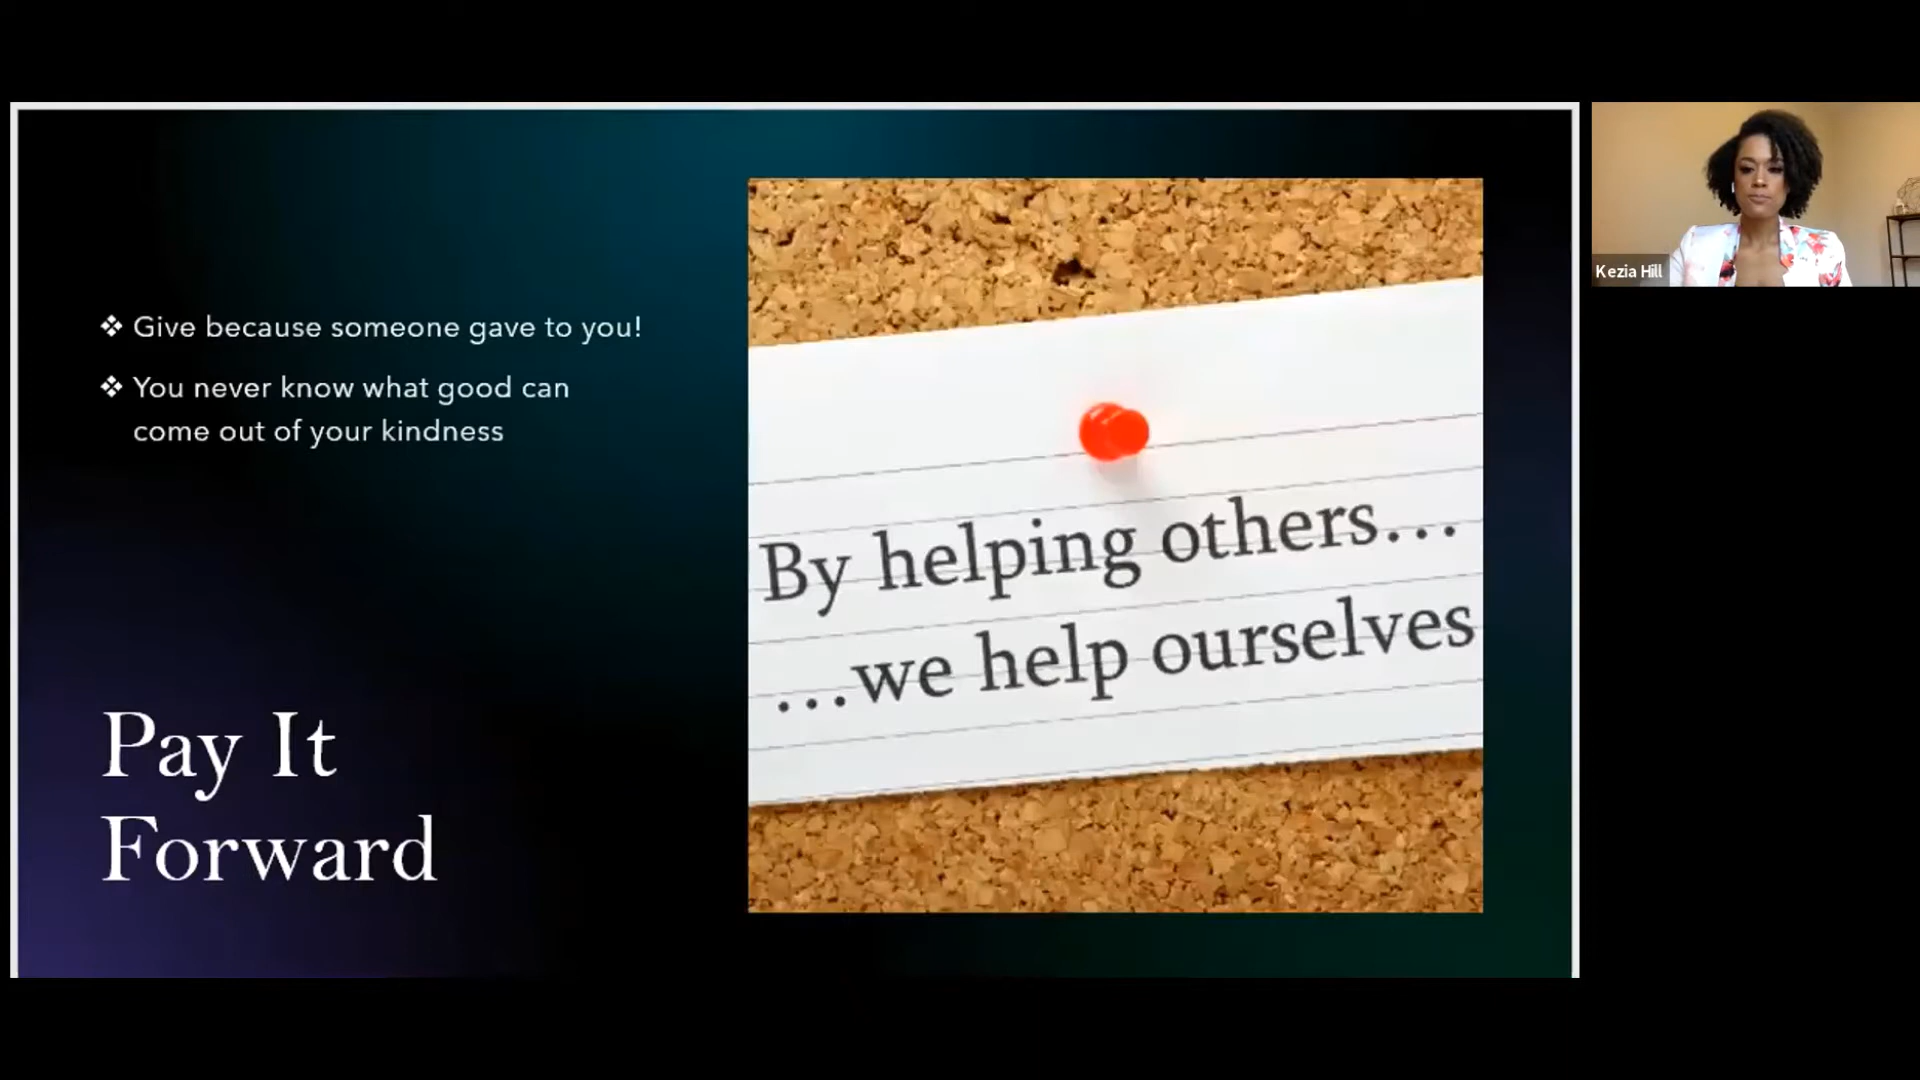 ❖ Give because someone gave to you!
❖ You never know what good can
come out of your kindness
Pay It
Forward
By helping others...
...we help ourselves
Kezia Hill